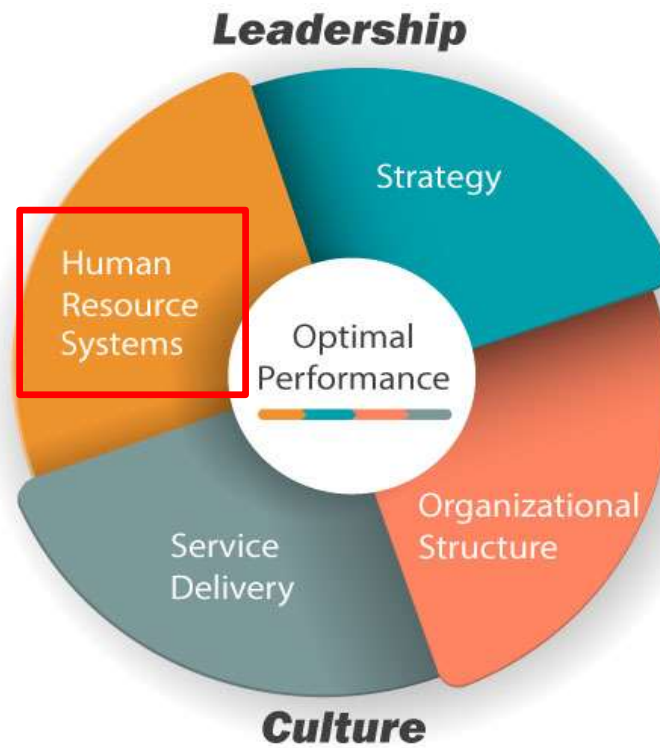 Leadership
Strategy
Human
Resource
Systems
Optimal
Performance
Organizational
Structure
Service
Delivery
Culture